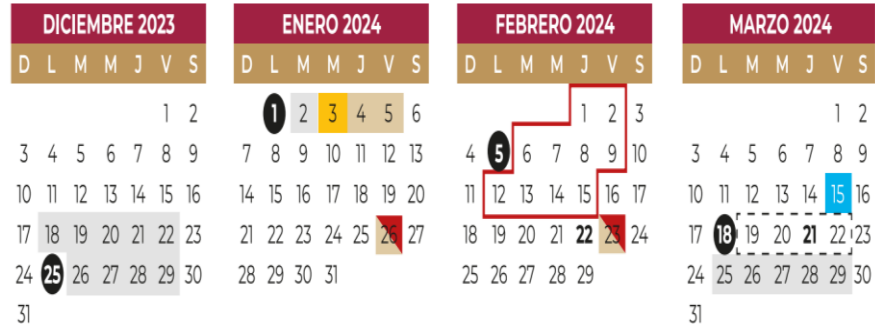 DICIEMBRE 2023
D L M M J V S
1 2
3 4 5 6 7 8 9
10 11 12 13 14 15 16
17 18 19 20 21 22 23
24 25 26 27 28 29 30
31
ENERO 2024
D L M M J V S
1 2 3 4 5 6
7 8 9 10 11 12 13
14 15 16 17 18 19 20
21 22 23 24 25 26 27
28 29 30 31
FEBRERO 2024
D L M M J V S
1 2 3
4 5 6 7 8 9 10
11 12 13 14 15 16 17
18 19 20 21 22 23 24
25 26 27 28 29
MARZO 2024
D L M M J V S
1 2
3 4 5 6 7 8 9
10 11 12 13 14 15 16
17 18 19 20 21 22 23
24 25 26 27 28 29 30
31